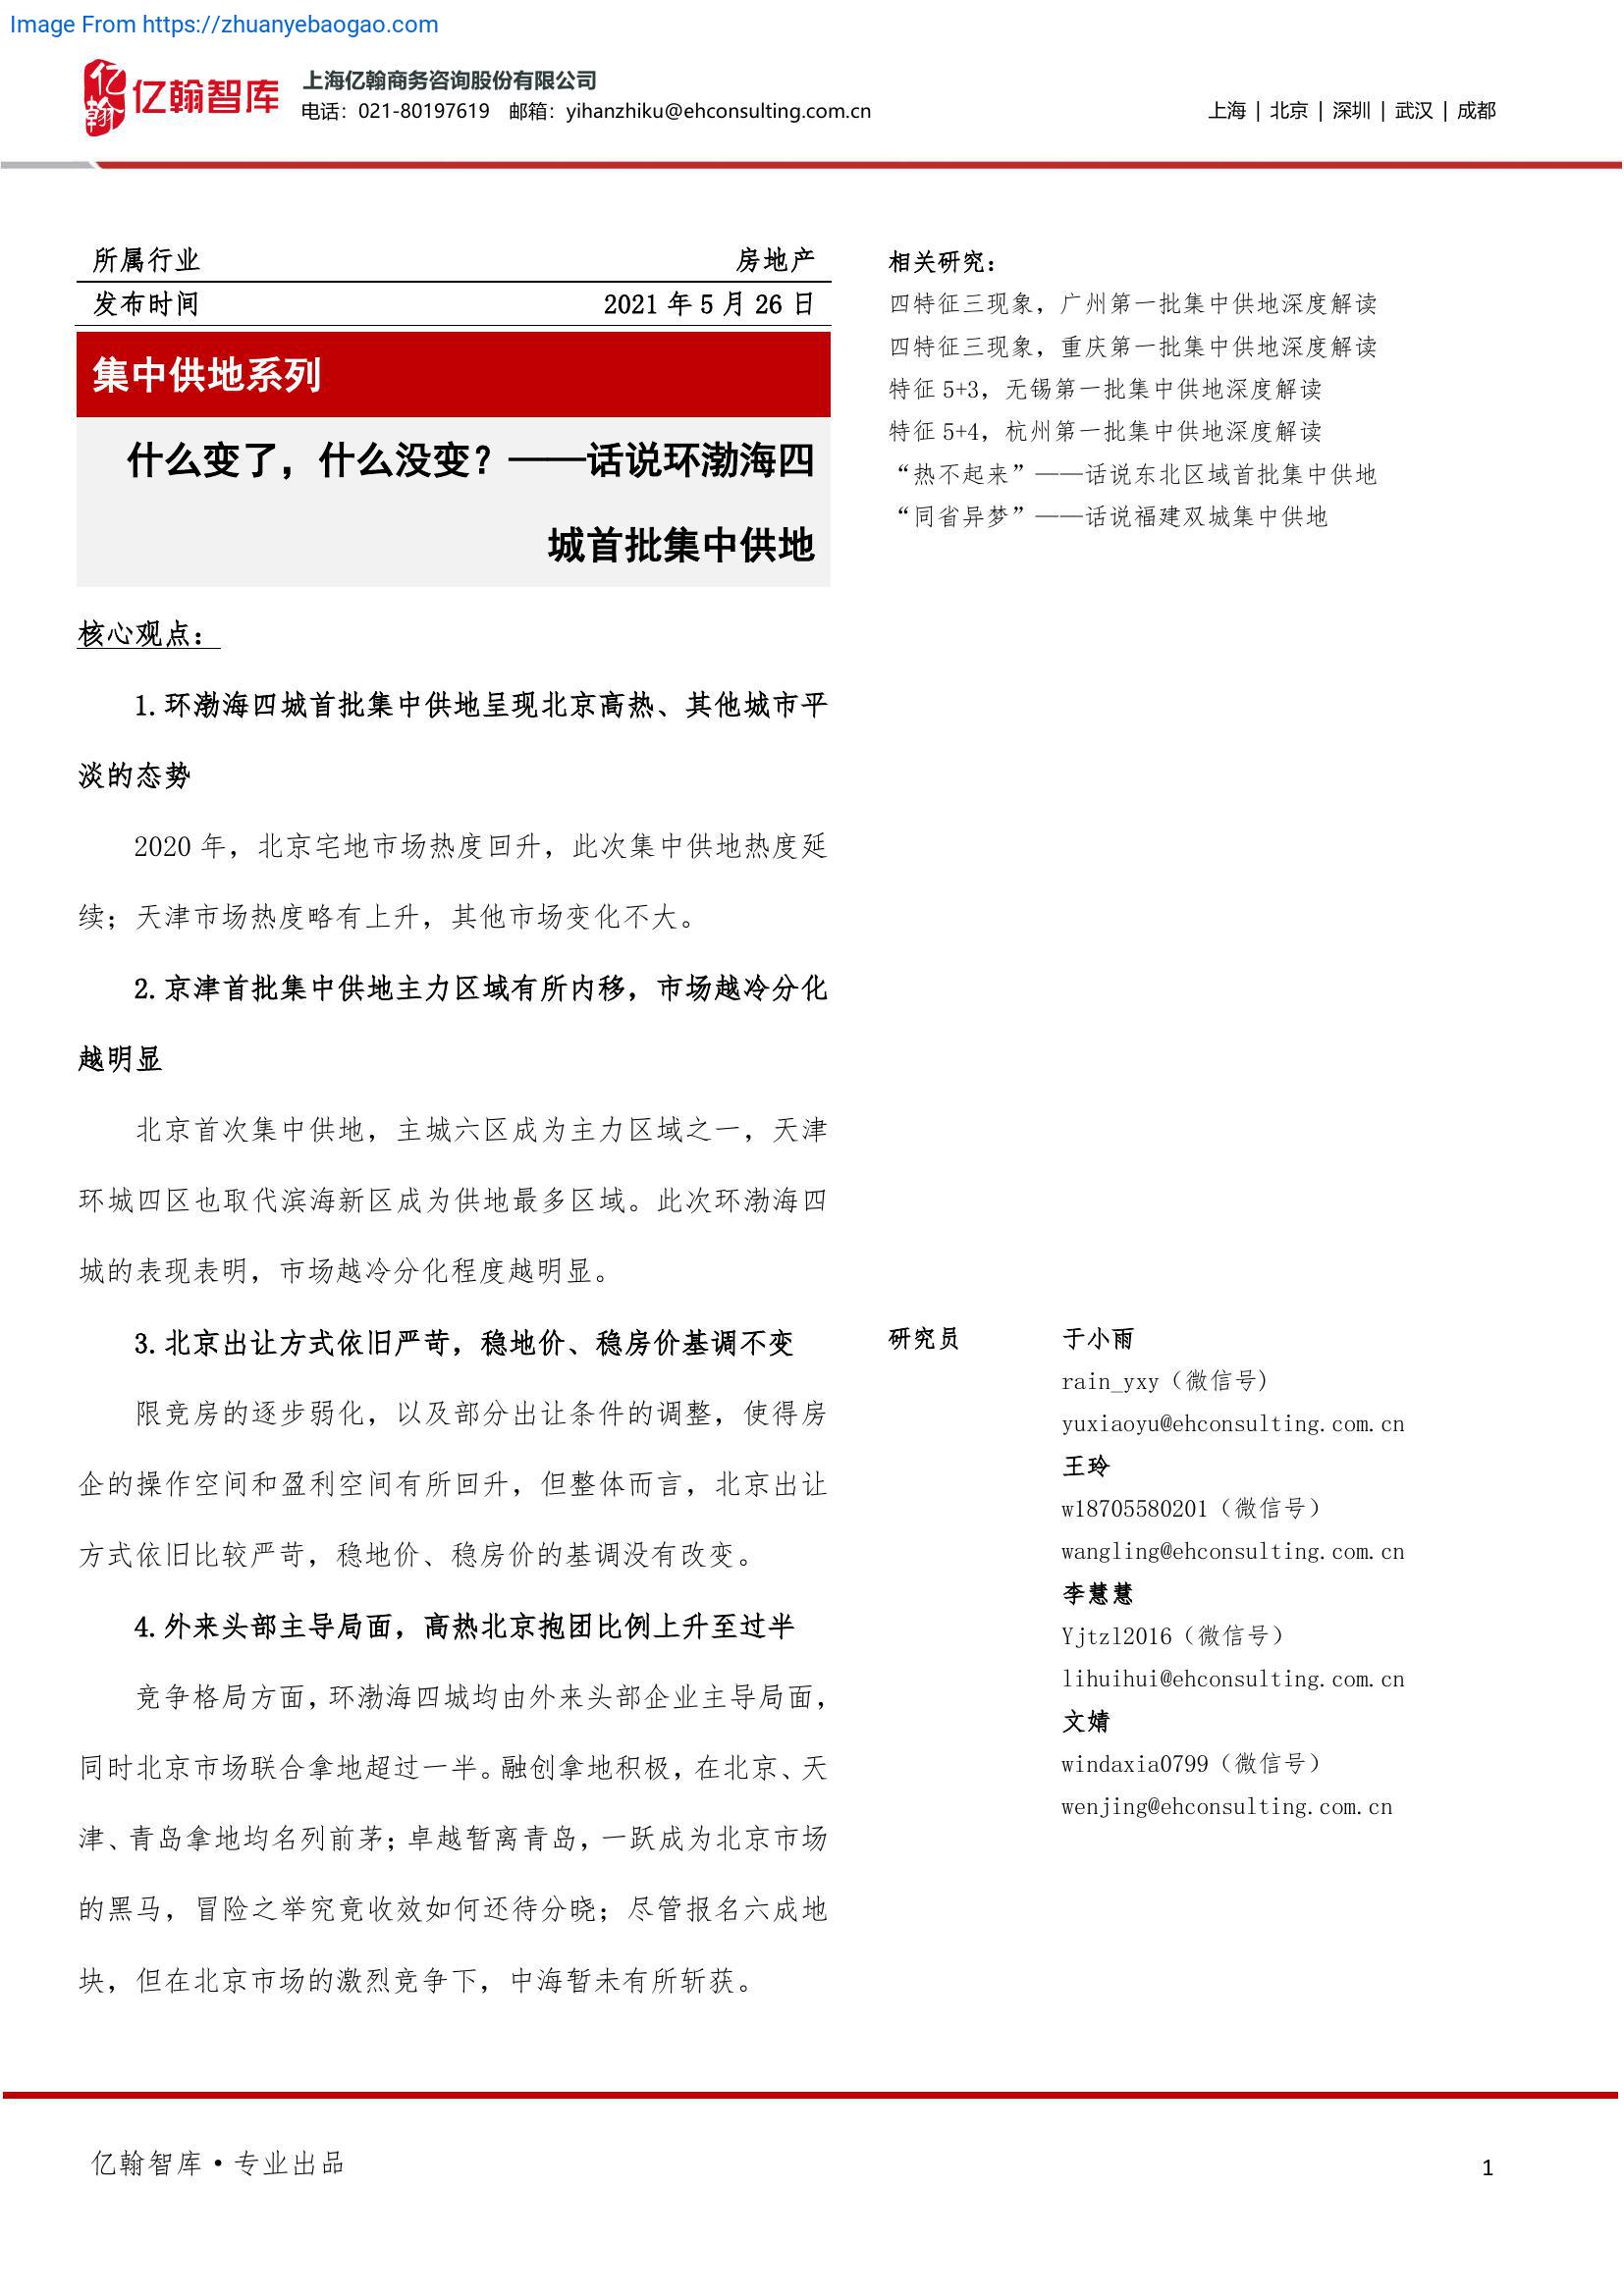 Image From https://zhuanyebaogao.com
亿翰
亿翰智库
上海亿翰商务咨询股份有限公司
电话：021-80197619 邮箱：yihanzhiku@ehconsulting.com.cn
上海 | 北京 | 深圳 | 武汉 | 成都
所属行业 房地产
发布时间 2021 年 5 月 26 日
集中供地系列
什么变了，什么没变？——话说环渤海四
城首批集中供地
核心观点：
1.环渤海四城首批集中供地呈现北京高热、其他城市平
淡的态势
2020 年，北京宅地市场热度回升，此次集中供地热度延
续；天津市场热度略有上升，其他市场变化不大。
2.京津首批集中供地主力区域有所内移，市场越冷分化
越明显
北京首次集中供地，主城六区成为主力区域之一，天津
环城四区也取代滨海新区成为供地最多区域。此次环渤海四
城的表现表明，市场越冷分化程度越明显。
3.北京出让方式依旧严苛，稳地价、稳房价基调不变
限竞房的逐步弱化，以及部分出让条件的调整，使得房
企的操作空间和盈利空间有所回升，但整体而言，北京出让
方式依旧比较严苛，稳地价、稳房价的基调没有改变。
4.外来头部主导局面，高热北京抱团比例上升至过半
竞争格局方面，环渤海四城均由外来头部企业主导局面，
同时北京市场联合拿地超过一半。融创拿地积极，在北京、天
津、青岛拿地均名列前茅；卓越暂离青岛，一跃成为北京市场
的黑马，冒险之举究竟收效如何还待分晓；尽管报名六成地
块，但在北京市场的激烈竞争下，中海暂未有所斩获。
相关研究：
四特征三现象，广州第一批集中供地深度解读
四特征三现象，重庆第一批集中供地深度解读
特征 5+3，无锡第一批集中供地深度解读
特征 5+4，杭州第一批集中供地深度解读
“热不起来”——话说东北区域首批集中供地
“同省异梦”——话说福建双城集中供地
研究员 于小雨
rain_yxy（微信号)
yuxiaoyu@ehconsulting.com.cn
王玲
w18705580201（微信号）
wangling@ehconsulting.com.cn
李慧慧
Yjtzl2016（微信号）
lihuihui@ehconsulting.com.cn
文婧
windaxia0799（微信号）
wenjing@ehconsulting.com.cn
亿翰智库·专业出品
1